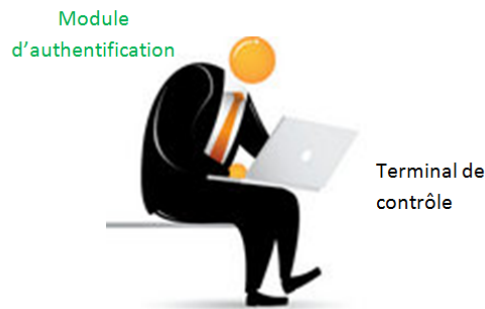 Module
d'authentification
Terminal de
contrôle